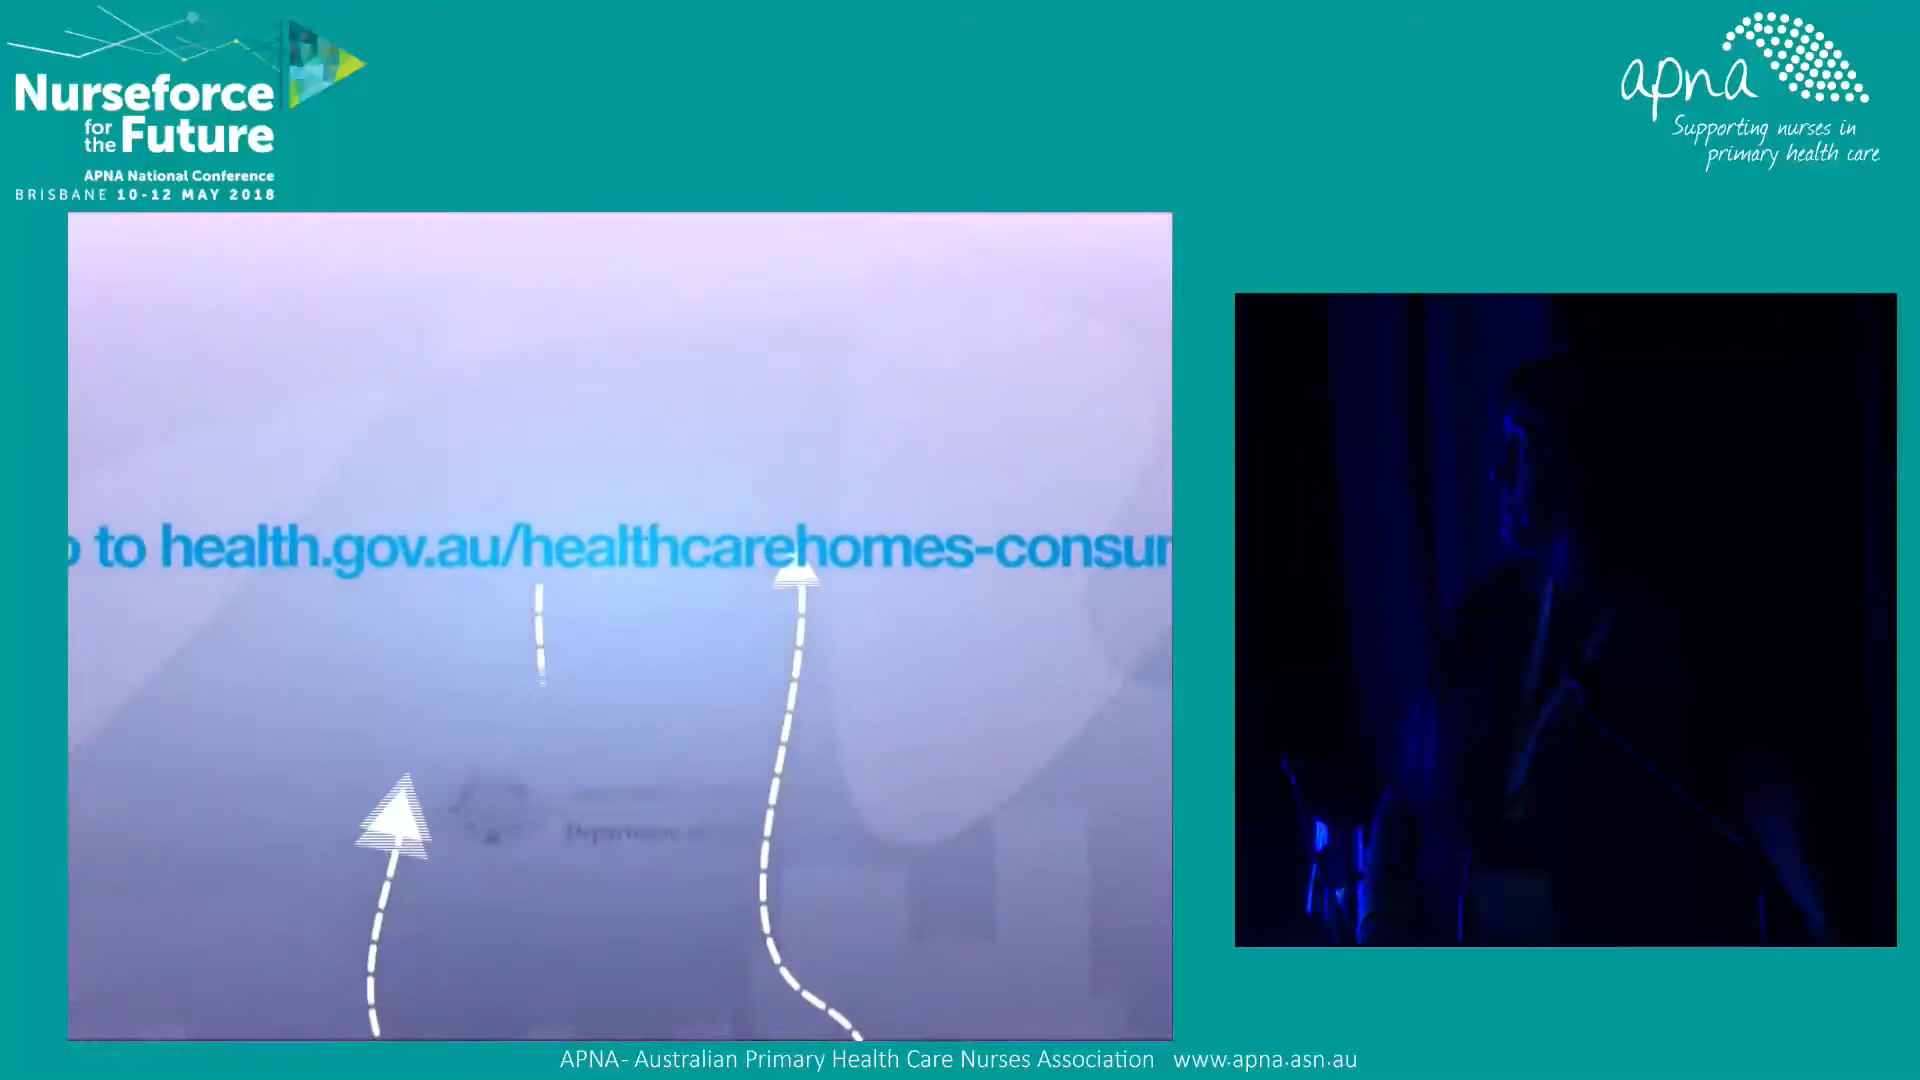 Nurseforce
for the Future
APNA National Conference
BRISBANE 10-12 MAY 2018
apna
Supporting nurses in
primary health care
to health.gov.au/healthcarehomes-consu
APNA- Australian Primary Health Care Nurses Association www.apna.asn.au